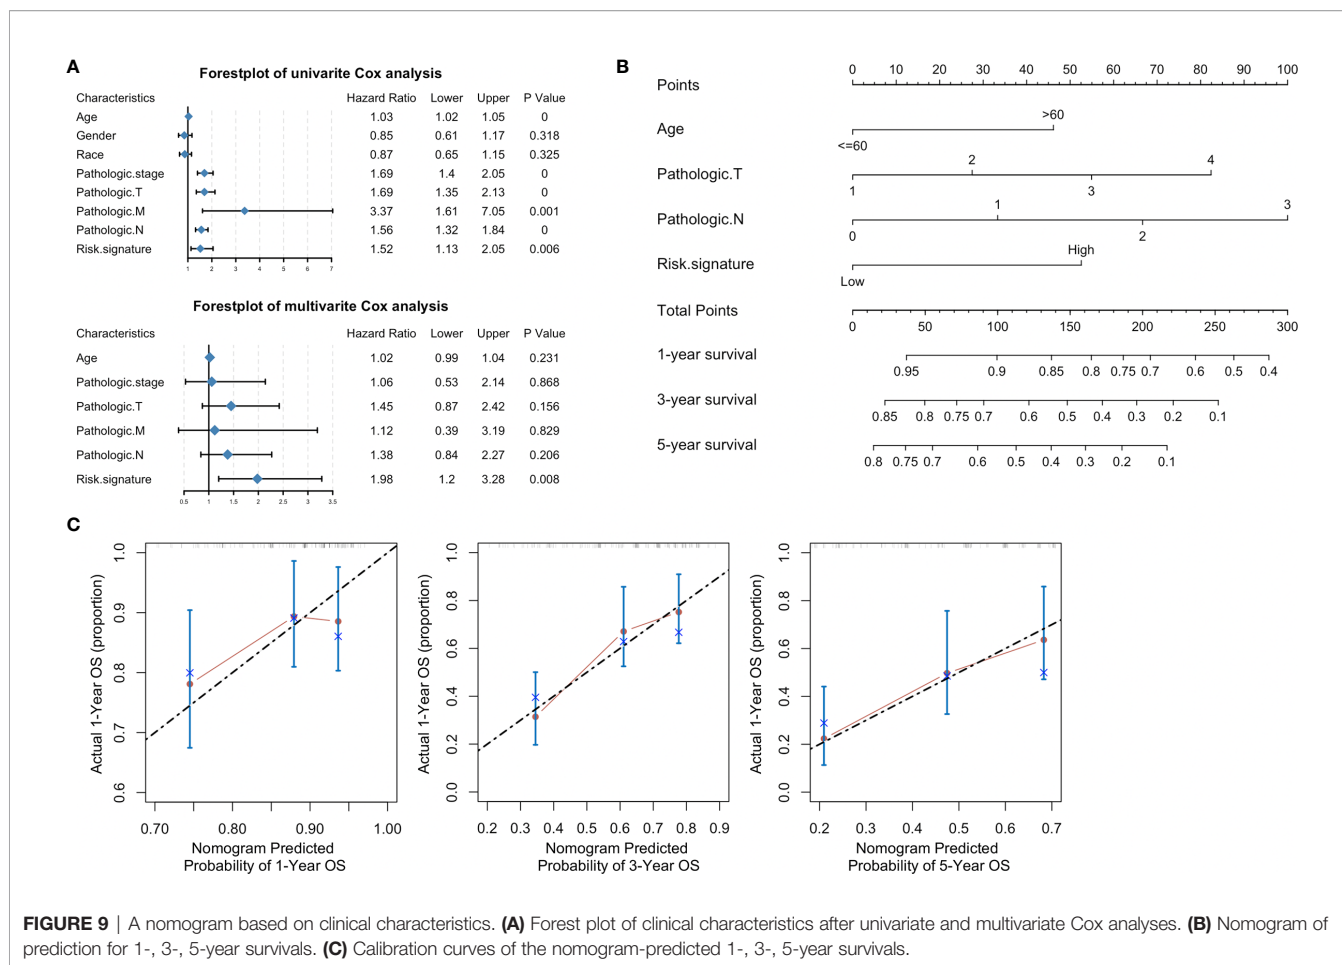 A
Forestplot of univarite Cox analysis
Characteristics Hazard Ratio Lower Upper P Value
Age 1.03 1.02 1.05 0
Gender 0.85 0.61 1.17 0.318
Race 0.87 0.65 1.15 0.325
Pathologic.stage 1.69 1.4 2.05 0
Pathologic.T 1.69 1.35 2.13 0
Pathologic.M 3.37 1.61 7.05 0.001
Pathologic.N 1.56 1.32 1.84 0
Risk.signature 1.52 1.13 2.05 0.006
1 2 3 4 5 6 7
Forestplot of multivarite Cox analysis
Characteristics Hazard Ratio Lower Upper P Value
Age 1.02 0.99 1.04 0.231
Pathologic.stage 1.06 0.53 2.14 0.868
Pathologic.T 1.45 0.87 2.42 0.156
Pathologic.M 1.12 0.39 3.19 0.829
Pathologic.N 1.38 0.84 2.27 0.206
Risk.signature 1.98 1.2 3.28 0.008
0.5 1 1.5 2 2.5 3 3.5
B
0 10 20 30 40 50 60 70 80 90 100
Points
>60
Age
<=60
2 4
Pathologic.T
1 3
1 3
Pathologic.N
0 2
High
Risk.signature
Low
Total Points
0 50 100 150 200 250 300
1-year survival
0.95 0.9 0.85 0.8 0.75 0.7 0.6 0.5 0.4
3-year survival
0.85 0.8 0.75 0.7 0.6 0.5 0.4 0.3 0.2 0.1
5-year survival
0.8 0.75 0.7 0.6 0.5 0.4 0.3 0.2 0.1
C
Actual 1-Year OS (proportion)
1.0
0.9
0.8
0.7
0.6
0.70 0.80 0.90 1.00
Nomogram Predicted
Probability of 1-Year OS
Actual 1-Year OS (proportion)
1.0
0.8
0.6
0.4
0.2
0.0
0.2 0.3 0.4 0.5 0.6 0.7 0.8 0.9
Nomogram Predicted
Probability of 3-Year OS
Actual 1-Year OS (proportion)
1.0
0.8
0.6
0.4
0.2
0.0
0.2 0.3 0.4 0.5 0.6 0.7
Nomogram Predicted
Probability of 5-Year OS
FIGURE 9 | A nomogram based on clinical characteristics. (A) Forest plot of clinical characteristics after univariate and multivariate Cox analyses. (B) Nomogram of
prediction for 1-, 3-, 5-year survivals. (C) Calibration curves of the nomogram-predicted 1-, 3-, 5-year survivals.